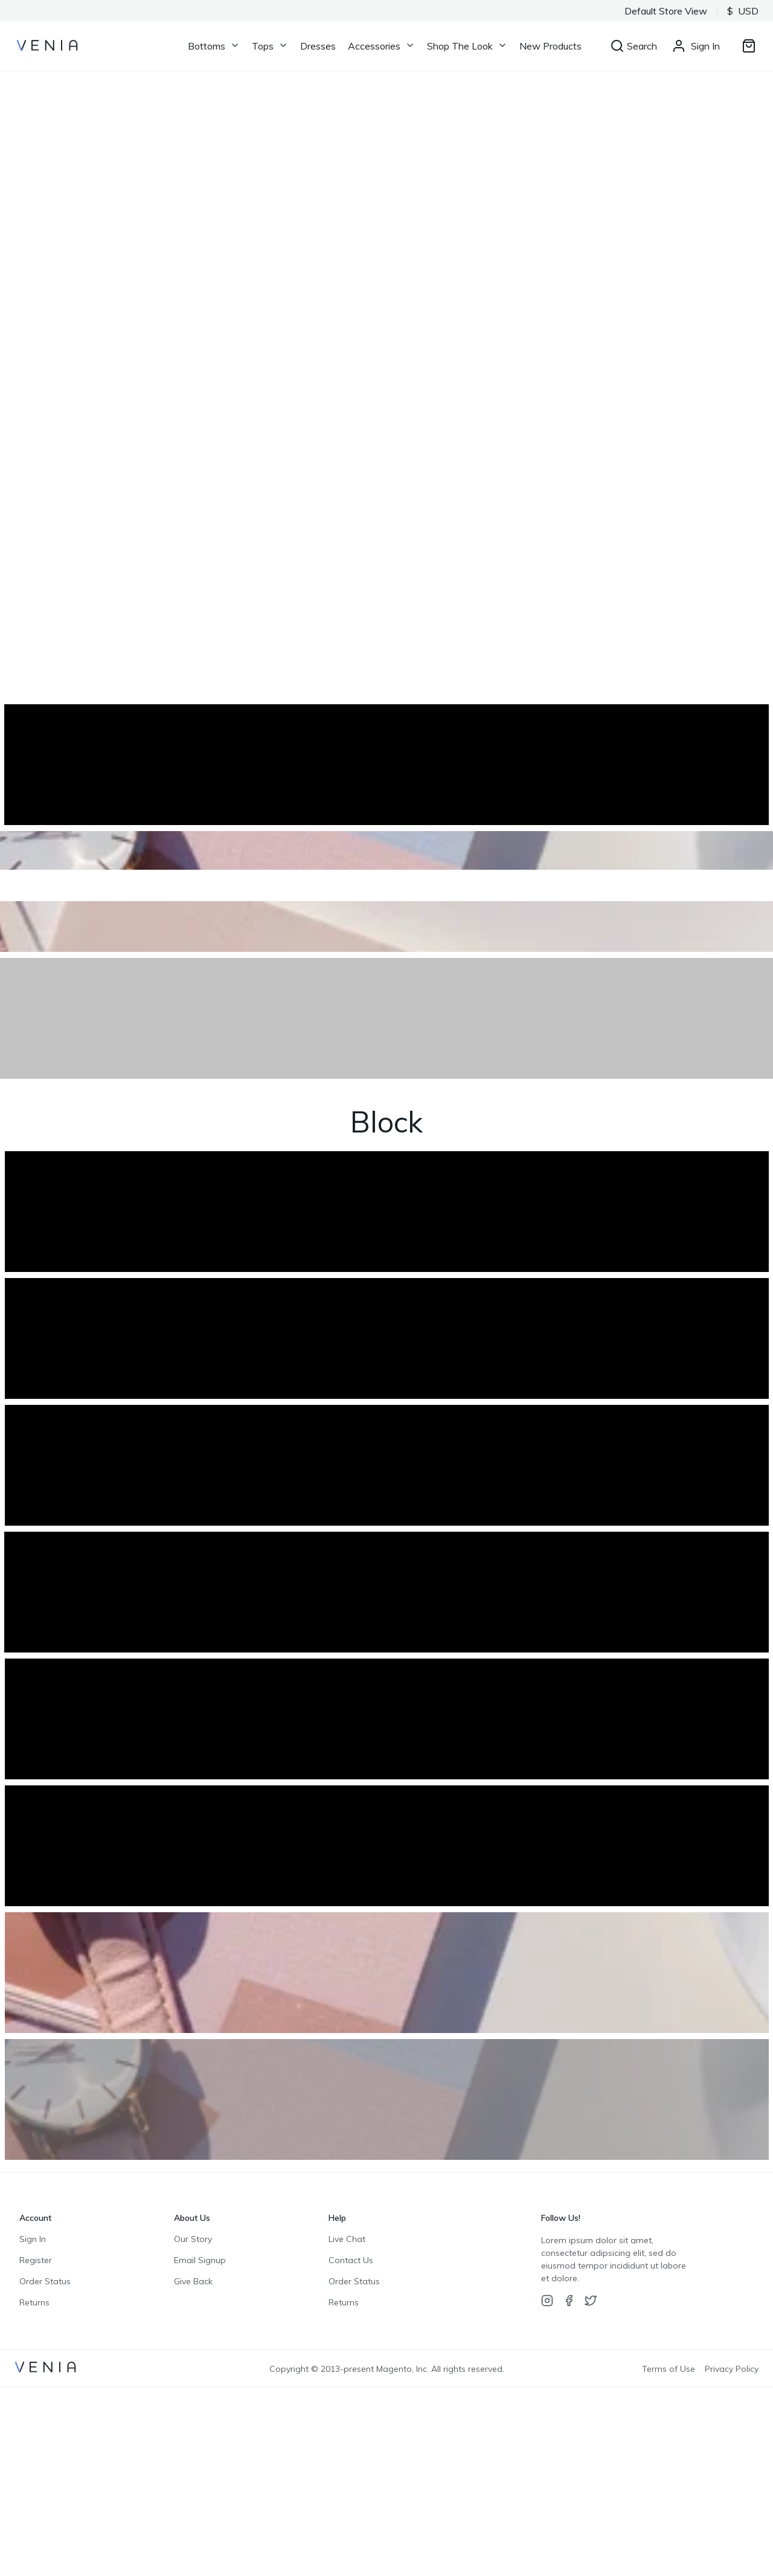 Default Store View $ USD
VENIA Bottoms Tops Dresses Accessories Shop The Look New Products Search Sign In
Block
Account
Sign In
Register
Order Status
Returns
About Us
Our Story
Email Signup
Give Back
Help
Live Chat
Contact Us
Order Status
Returns
Follow Us!
Lorem ipsum dolor sit amet,
consectetur adipsicing elit, sed do
eiusmod tempor incididunt ut labore
et dolore.
VENIA Copyright © 2013-present Magento, Inc. All rights reserved. Terms of Use Privacy Policy